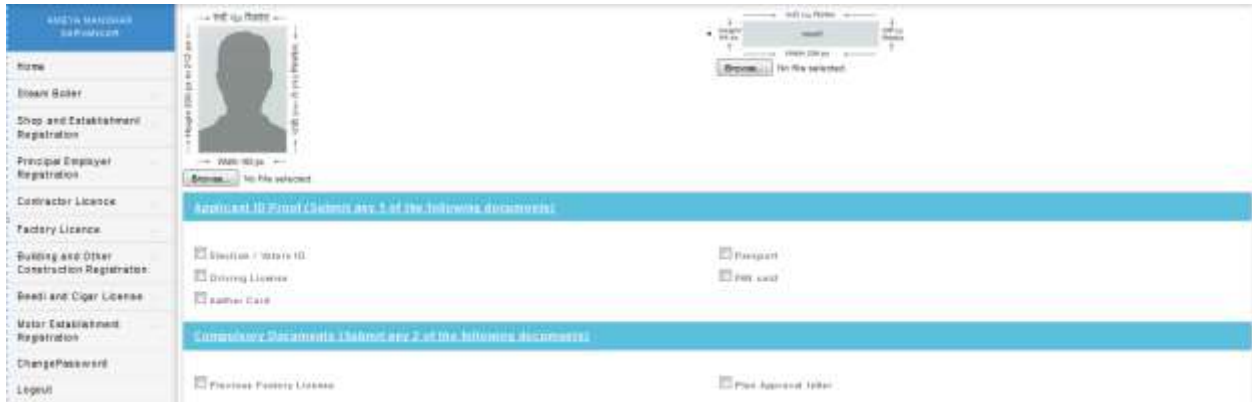 Home
Steam Boiler
Shop and Establishment
Registration
Principal Employer
Registration
Contractor Licence
Factory Licence
Building and Other
Construction Registration
Beedi and Cigar License
Motor Establishment
Registration
ChangePassword
Logout
Browse... No file selected.
Browse... No file selected.
Applicant ID Proof (Submit any 1 of the following documents)
Election / Voters ID
Passport
Driving License
PAN card
Aadhar Card
Compulsory Documents (Submit any 2 of the following documents)
Previous Factory License
Plan Approval letter